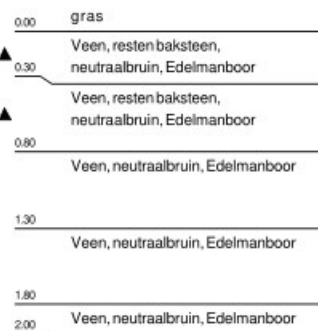 0.00 gras
Veen, resten baksteen,
0.30 neutraalbruin, Edelmanboor
Veen, resten baksteen,
neutraalbruin, Edelmanboor
0.80
Veen, neutraalbruin, Edelmanboor
1.30
Veen, neutraalbruin, Edelmanboor
1.80
Veen, neutraalbruin, Edelmanboor
2.00